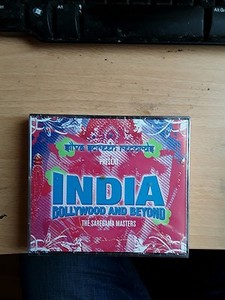 silva screen records
PRESENT
INDIA
BOLLYWOOD AND BEYOND
THE SAREGAMA MASTERS